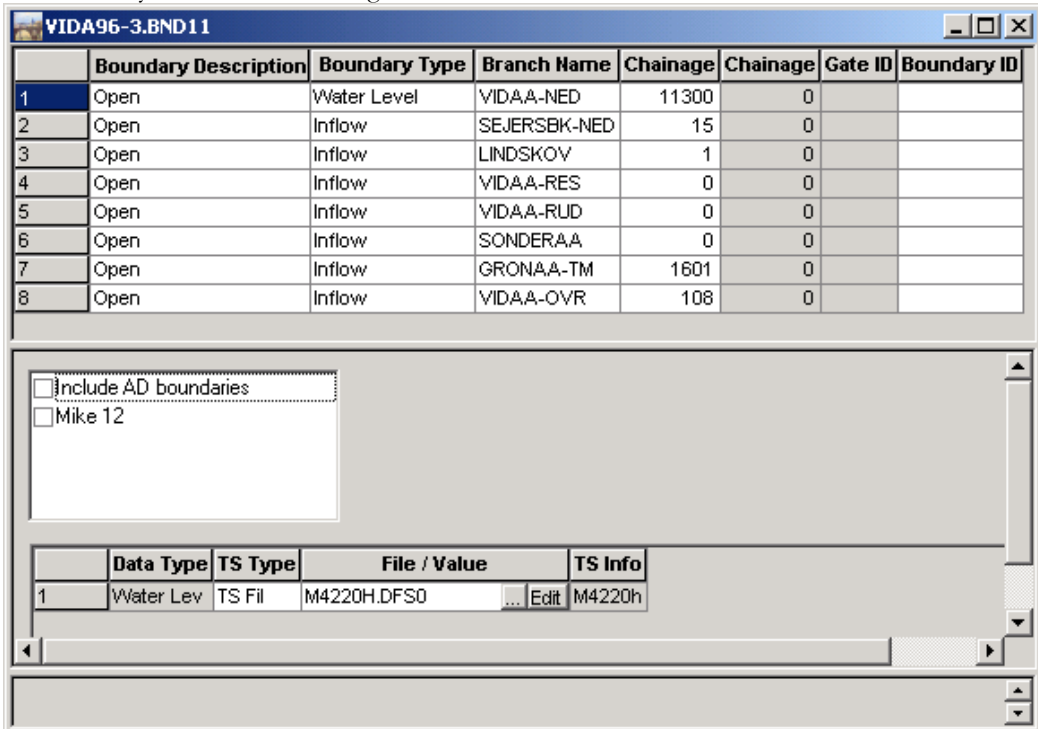 VIDA96-3.BND11
Boundary Description Boundary Type Branch Name Chainage Chainage Gate ID Boundary ID
1 Open Water Level VIDAA-NED 11300 0
2 Open Inflow SEJERSBK-NED 15 0
3 Open Inflow LINDSKOV 1 0
4 Open Inflow VIDAA-RES 0 0
5 Open Inflow VIDAA-RUD 0 0
6 Open Inflow SONDERAA 0 0
7 Open Inflow GRONAA-TM 1601 0
8 Open Inflow VIDAA-OVR 108 0
Include AD boundaries
Mike 12
Data Type TS Type File / Value TS Info
1 Water Lev TS Fil M4220H.DFS0 ... Edit M4220h